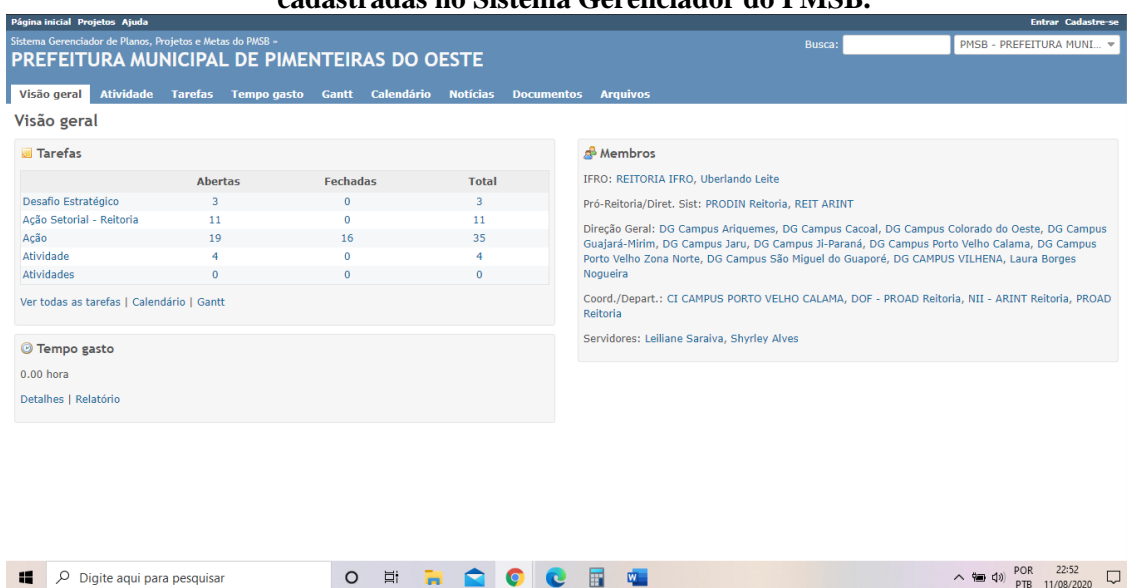 cadastradas no Sistema Gerenciador do PMSB.
Página inicial Projetos Ajuda
Entrar Cadastre-se
Sistema Gerenciador de Planos, Projetos e Metas do PMSB »
PREFEITURA MUNICIPAL DE PIMENTEIRAS DO OESTE
Busca:
PMSB - PREFEITURA MUNI...
Visão geral Atividade Tarefas Tempo gasto Gantt Calendário Notícias Documentos Arquivos
Visão geral
Tarefas
Abertas Fechadas Total
Desafio Estratégico 3 0 3
Ação Setorial - Reitoria 11 0 11
Ação 19 16 35
Atividade 4 0 4
Atividades 0 0 0
Ver todas as tarefas | Calendário | Gantt
Tempo gasto
0.00 hora
Detalhes | Relatório
Membros
IFRO: REITORIA IFRO, Uberlando Leite
Pró-Reitoria/Diret. Sist: PRODIN Reitoria, REIT ARINT
Direção Geral: DG Campus Ariquemes, DG Campus Cacoal, DG Campus Colorado do Oeste, DG Campus
Guajará-Mirim, DG Campus Jaru, DG Campus Ji-Paraná, DG Campus Porto Velho Calama, DG Campus
Porto Velho Zona Norte, DG Campus São Miguel do Guaporé, DG CAMPUS VILHENA, Laura Borges
Nogueira
Coord./Depart.: CI CAMPUS PORTO VELHO CALAMA, DOF - PROAD Reitoria, NII - ARINT Reitoria, PROAD
Reitoria
Servidores: Leiliane Saraiva, Shyrley Alves
Digite aqui para pesquisar
POR 22:52
PTB 11/08/2020